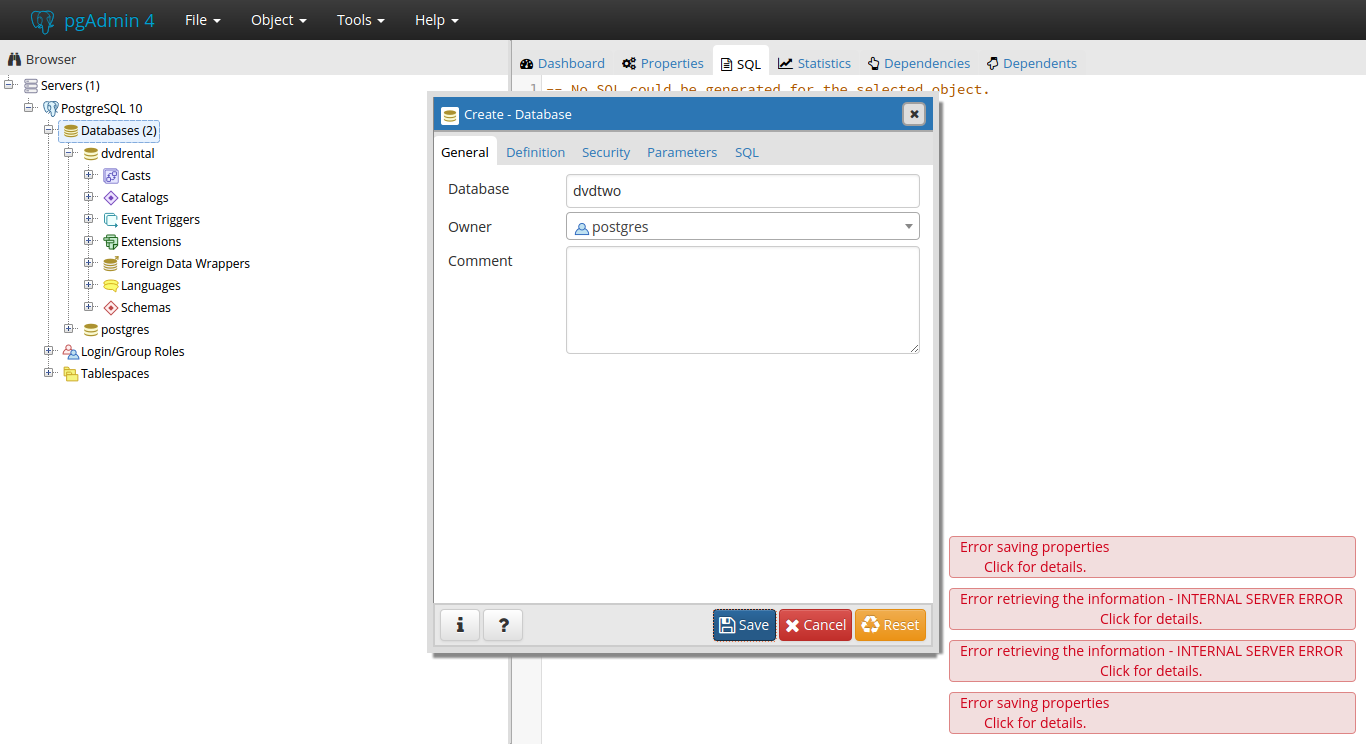 pgAdmin 4 File Object Tools Help
Browser
Servers (1)
PostgreSQL 10
Databases (2)
dvdrental
Casts
Catalogs
Event Triggers
Extensions
Foreign Data Wrappers
Languages
Schemas
postgres
Login/Group Roles
Tablespaces
Dashboard Properties SQL Statistics Dependencies Dependents
1 -- No SQL could be generated for the selected object.
Create - Database
General Definition Security Parameters SQL
Database dvdtwo
Owner postgres
Comment
i ? Save Cancel Reset
Error saving properties
Click for details.
Error retrieving the information - INTERNAL SERVER ERROR
Click for details.
Error retrieving the information - INTERNAL SERVER ERROR
Click for details.
Error saving properties
Click for details.